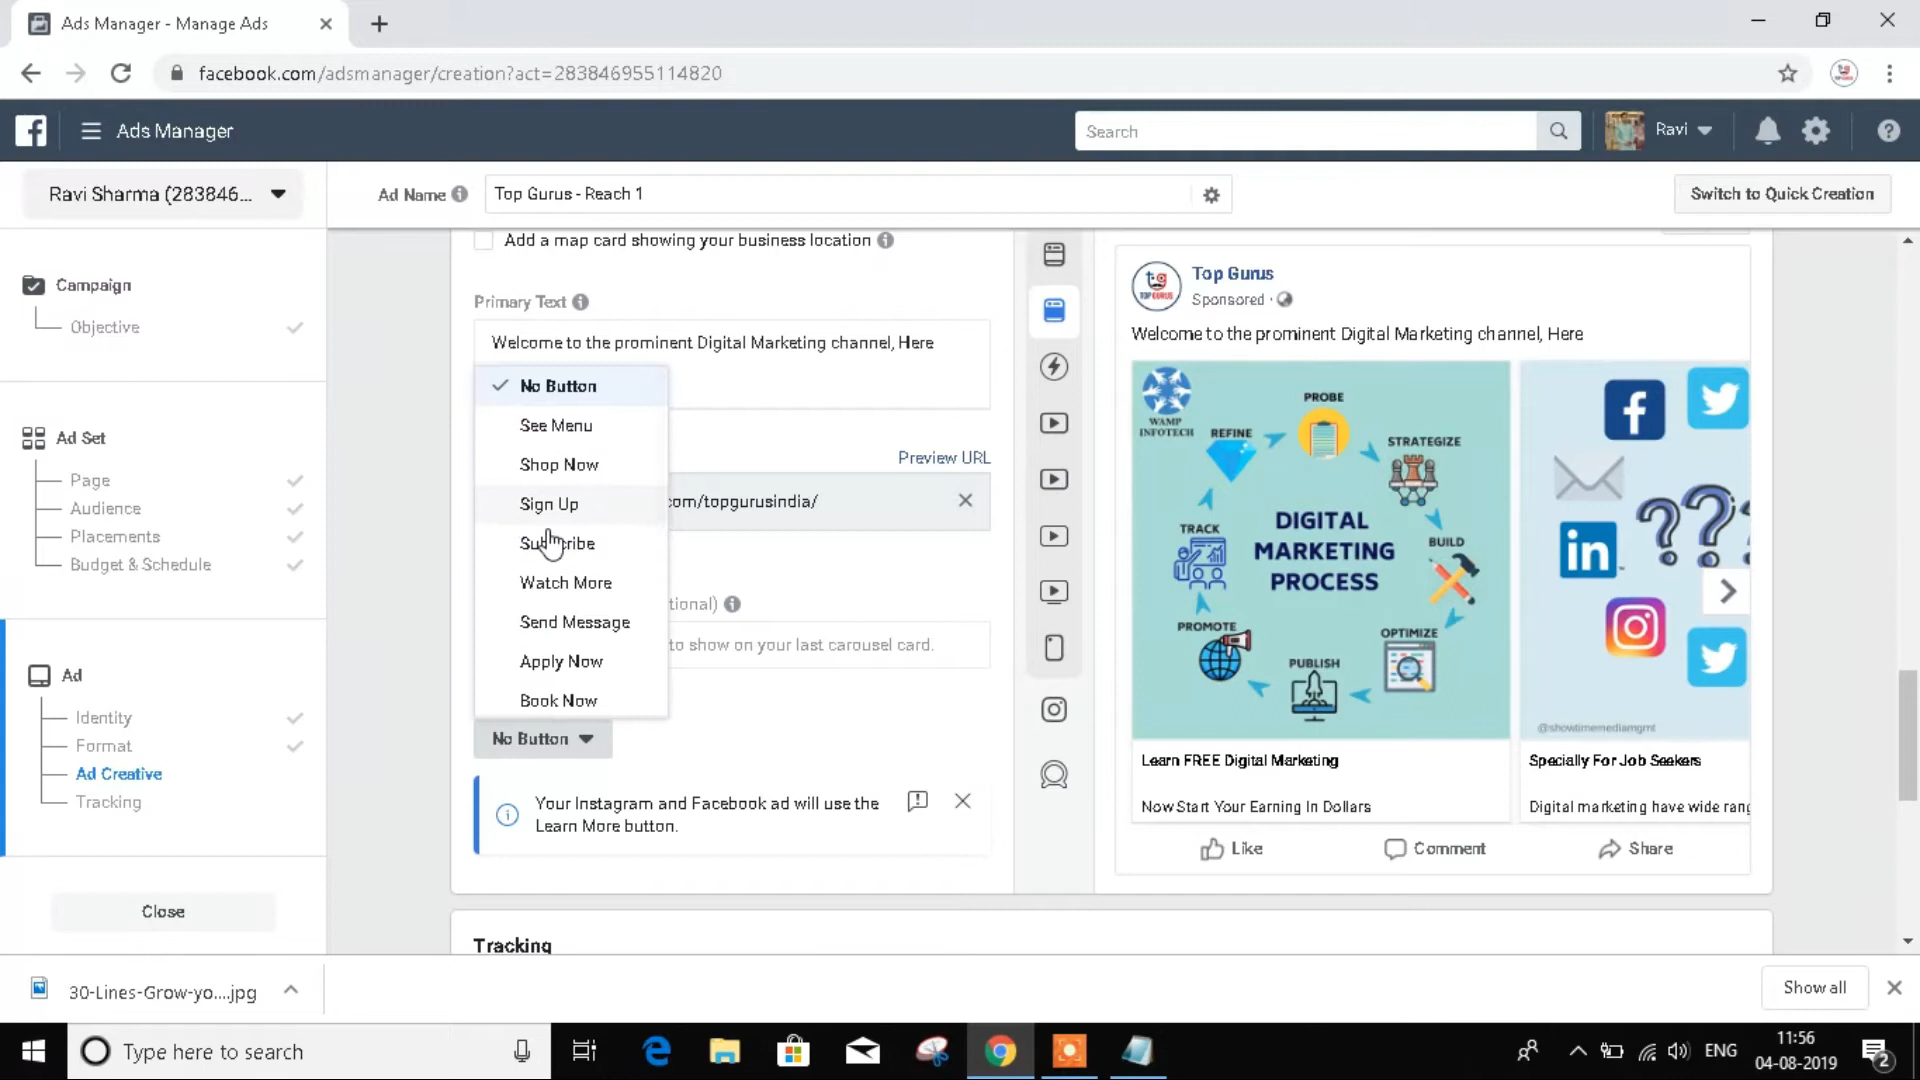 Ads Manager - Manage Ads
facebook.com/adsmanager/creation?act=283846955114820
Ads Manager
Search
Ravi
Ravi Sharma (283846...
Ad Name
Top Gurus - Reach 1
Switch to Quick Creation
Campaign
Objective
Ad Set
Page
Audience
Placements
Budget & Schedule
Ad
Identity
Format
Ad Creative
Tracking
Close
Add a map card showing your business location
Primary Text
Welcome to the prominent Digital Marketing channel, Here
No Button
See Menu
Shop Now
Sign Up
Subscribe
Watch More
Send Message
Apply Now
Book Now
Preview URL
com/topgurusindia/
tional)
to show on your last carousel card.
No Button
Your Instagram and Facebook ad will use the
Learn More button.
Tracking
Top Gurus
Sponsored ·
TOP GURUS
Welcome to the prominent Digital Marketing channel, Here
WAMP
INFOTECH
PROBE
REFINE
STRATEGIZE
TRACK
DIGITAL
MARKETING
PROCESS
BUILD
PROMOTE
OPTIMIZE
PUBLISH
in
???
@showtimemediamgmt
Learn FREE Digital Marketing
Now Start Your Earning In Dollars
Specially For Job Seekers
Digital marketing have wide rang
Like
Comment
Share
30-Lines-Grow-yo....jpg
Show all
Type here to search
ENG
11:56
04-08-2019
2